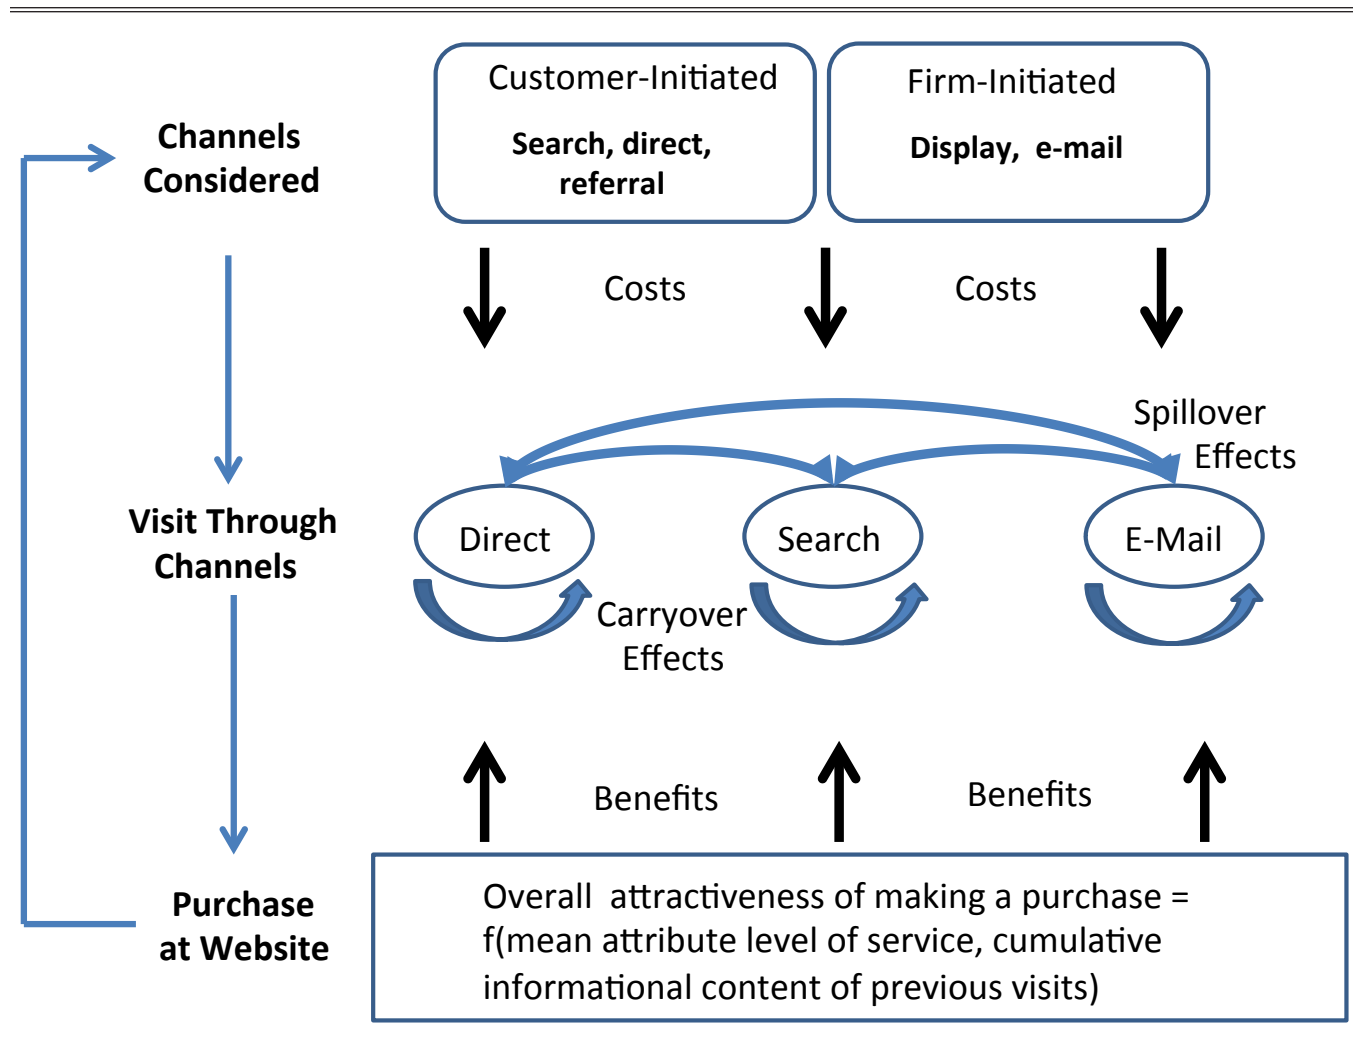 Customer-Initiated
Search, direct,
referral
Firm-Initiated
Display, e-mail
Channels
Considered
Costs
Costs
Spillover
Effects
Visit Through
Channels
Direct
Search
E-Mail
Carryover
Effects
Benefits
Benefits
Purchase
at Website
Overall attractiveness of making a purchase =
f(mean attribute level of service, cumulative
informational content of previous visits)